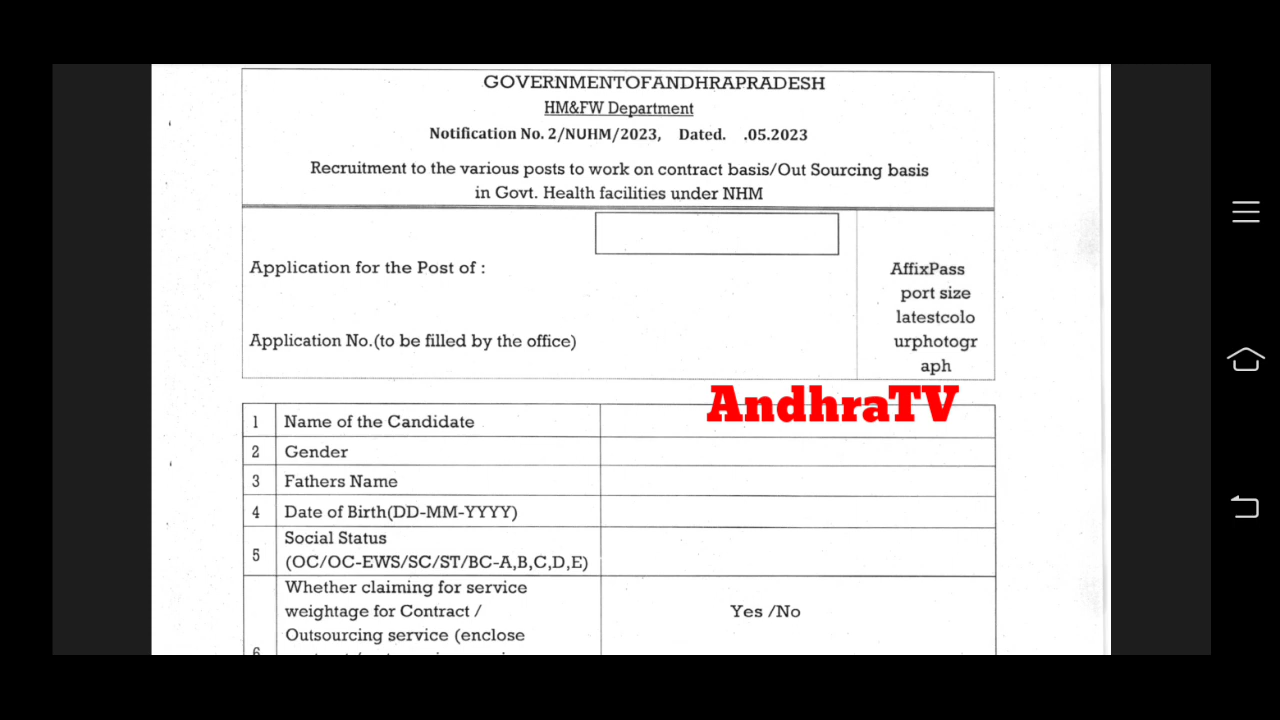 GOVERNMENTOFANDHRAPRADESH
HM&FW Department
Notification No. 2/NUHM/2023, Dated. .05.2023
Recruitment to the various posts to work on contract basis/Out Sourcing basis
in Govt. Health facilities under NHM
Application for the Post of :
Application No.(to be filled by the office)
AffixPass
port size
latestcolo
urphotogr
aph
AndhraTV
1 Name of the Candidate
2 Gender
3 Fathers Name
4 Date of Birth(DD-MM-YYYY)
5 Social Status
(OC/OC-EWS/SC/ST/BC-A,B,C,D,E)
Whether claiming for service
weightage for Contract / Yes /No
Outsourcing service (enclose
6